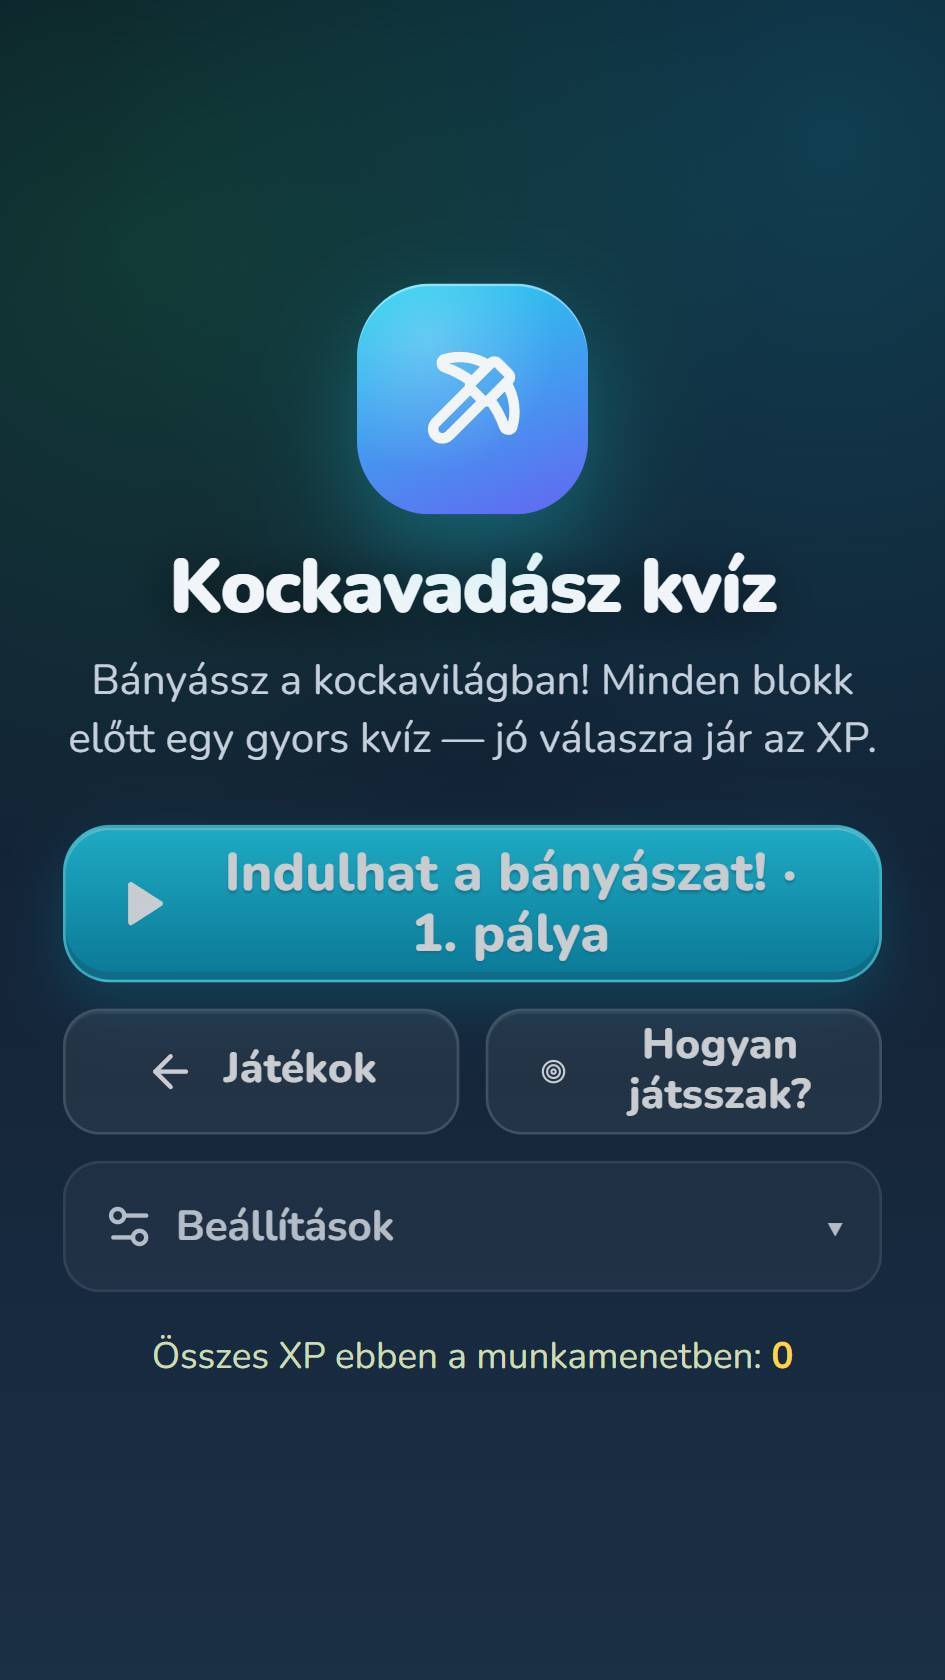 Kockavadász kvíz
Bányássz a kockavilágban! Minden blokk
előtt egy gyors kvíz — jó válaszra jár az XP.
Indulhat a bányászat! ·
1. pálya
Játékok
Hogyan
játsszak?
Beállítások
Összes XP ebben a munkamenetben: 0